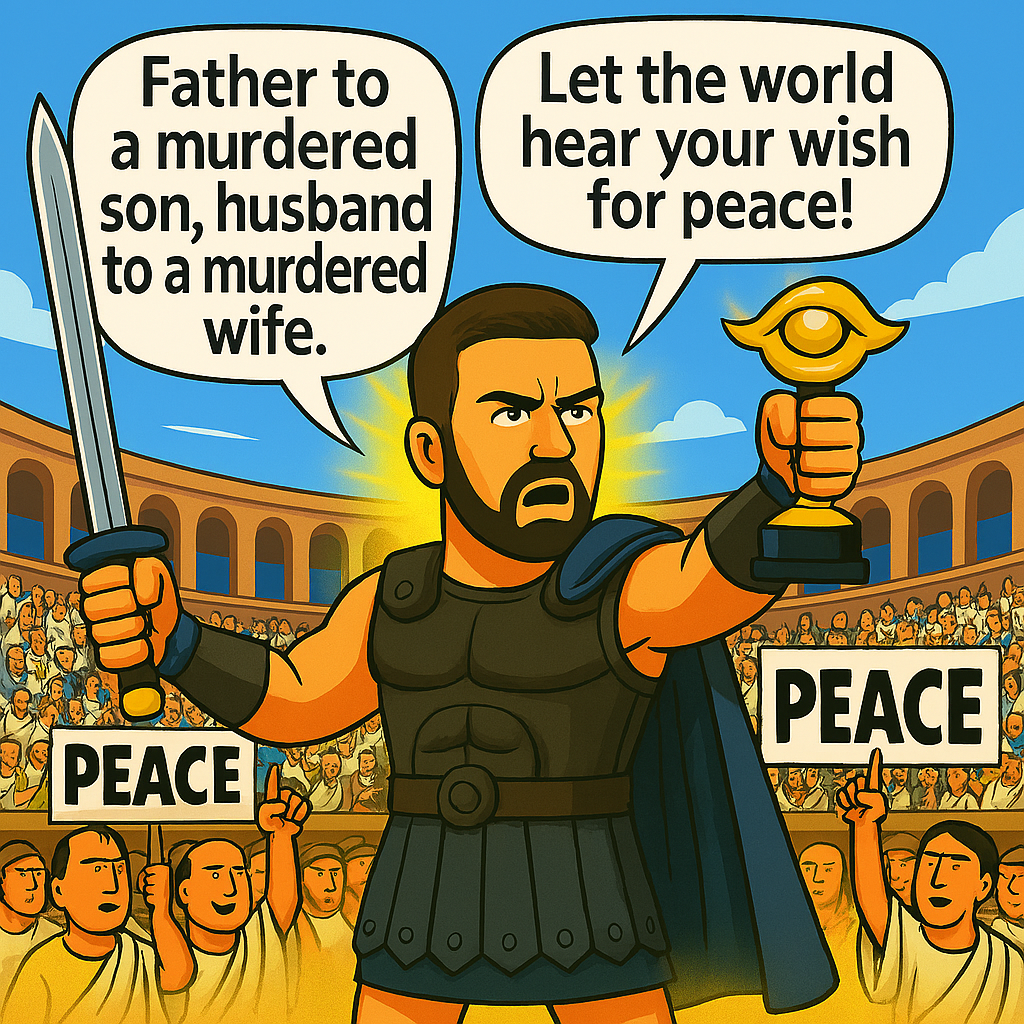 Father to
a murdered
son, husband
to a murdered
wife.
Let the world
hear your wish
for peace!
PEACE
PEACE